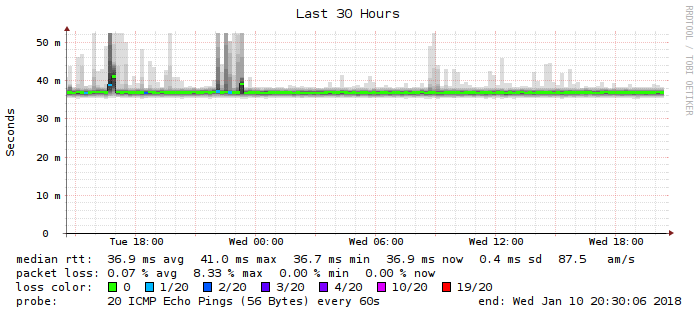 Last 30 Hours
RRDTOOL / TOBI OETIKER
Seconds
50 m
40 m
30 m
20 m
10 m
0
Tue 18:00 Wed 00:00 Wed 06:00 Wed 12:00 Wed 18:00
median rtt: 36.9 ms avg 41.0 ms max 36.7 ms min 36.9 ms now 0.4 ms sd 87.5 am/s
packet loss: 0.07 % avg 8.33 % max 0.00 % min 0.00 % now
loss color: 0 1/20 2/20 3/20 4/20 10/20 19/20
probe: 20 ICMP Echo Pings (56 Bytes) every 60s end: Wed Jan 10 20:30:06 2018